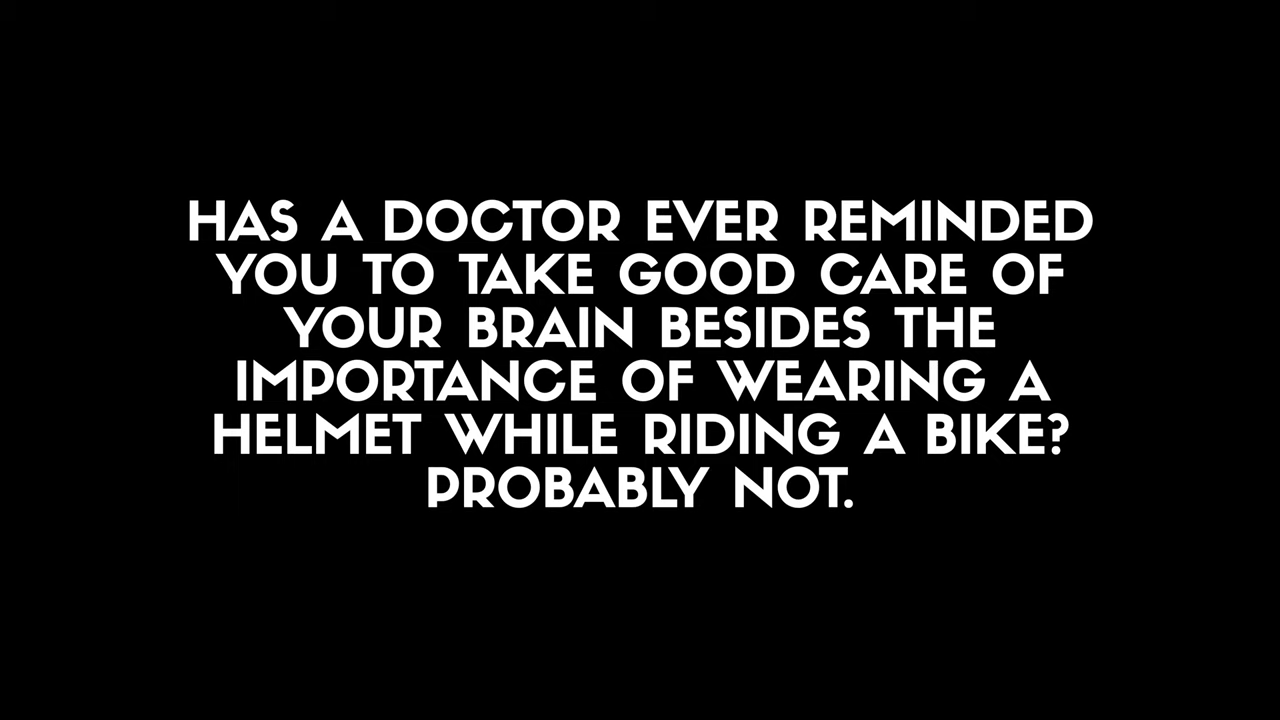 HAS A DOCTOR EVER REMINDED
YOU TO TAKE GOOD CARE OF
YOUR BRAIN BESIDES THE
IMPORTANCE OF WEARING A
HELMET WHILE RIDING A BIKE?
PROBABLY NOT.